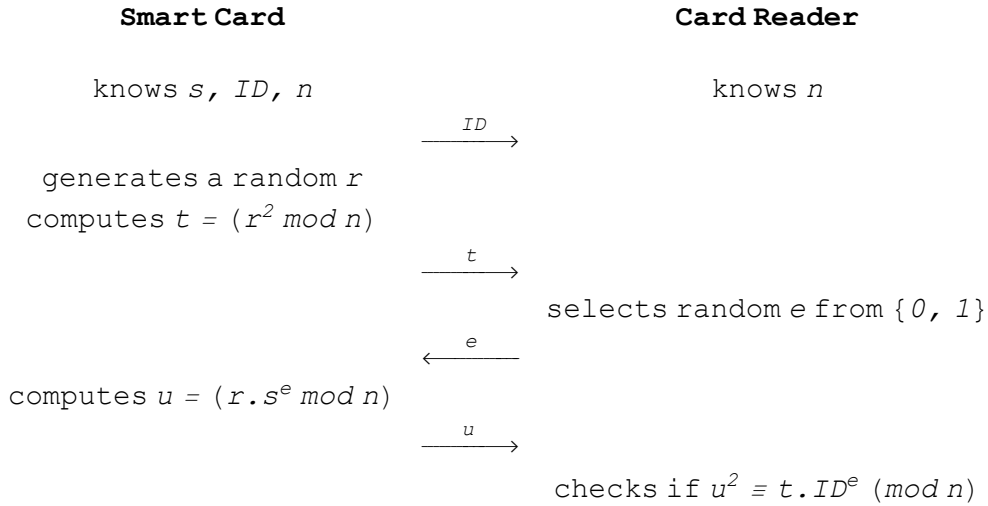 Smart Card Card Reader
knows s, ID, n knows n
ID
generates a random r
computes t = (r² mod n)
t
selects random e from {0, 1}
e
computes u = (r.sᵉ mod n)
u
checks if u² ≡ t.IDᵉ (mod n)